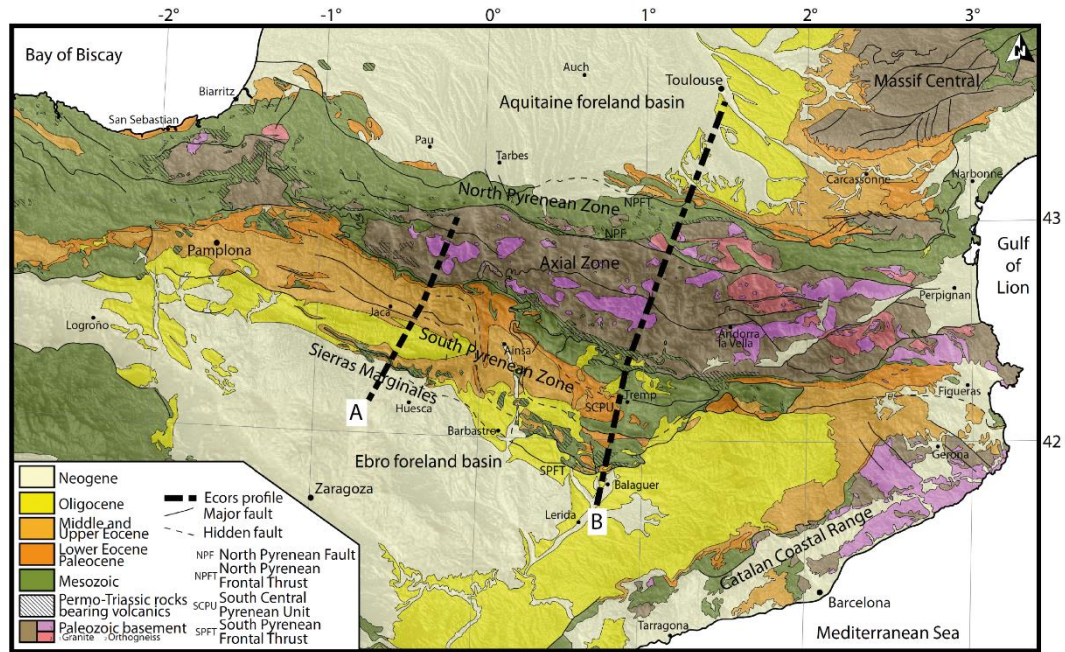 -2°
-1°
0°
1°
2°
3°
N
Bay of Biscay
Auch
Toulouse
Massif Central
Biarritz
Aquitaine foreland basin
San Sebastian
Pau
Tarbes
Carcassonne
Narbonne
North Pyrenean Zone
NPFT
43
NPF
Pamplona
Axial Zone
Gulf
of
Lion
Perpignan
Logroño
Jaca
Andorra
la Vella
South Pyrenean Zone
Ainsa
Sierras Marginales
Figueras
A
SCPU
Tremp
Huesca
42
Barbastro
Gerona
Ebro foreland basin
SPFT
Balaguer
Zaragoza
Lerida
B
Catalan Coastal Range
Barcelona
Tarragona
Mediterranean Sea
Neogene
Oligocene
Middle and
Upper Eocene
Lower Eocene
Paleocene
Mesozoic
Permo-Triassic rocks
bearing volcanics
Paleozoic basement
Granite Orthogneiss
Ecors profile
Major fault
Hidden fault
NPF North Pyrenean Fault
NPFT North Pyrenean
Frontal Thrust
SCPU South Central
Pyrenean Unit
SPFT South Pyrenean
Frontal Thrust